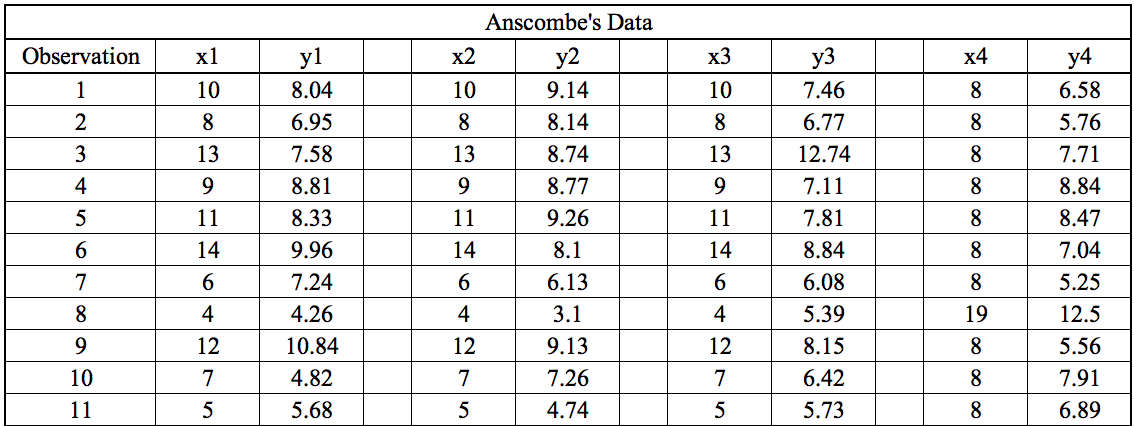 Anscombe's Data
Observation x1 y1 x2 y2 x3 y3 x4 y4
1 10 8.04 10 9.14 10 7.46 8 6.58
2 8 6.95 8 8.14 8 6.77 8 5.76
3 13 7.58 13 8.74 13 12.74 8 7.71
4 9 8.81 9 8.77 9 7.11 8 8.84
5 11 8.33 11 9.26 11 7.81 8 8.47
6 14 9.96 14 8.1 14 8.84 8 7.04
7 6 7.24 6 6.13 6 6.08 8 5.25
8 4 4.26 4 3.1 4 5.39 19 12.5
9 12 10.84 12 9.13 12 8.15 8 5.56
10 7 4.82 7 7.26 7 6.42 8 7.91
11 5 5.68 5 4.74 5 5.73 8 6.89